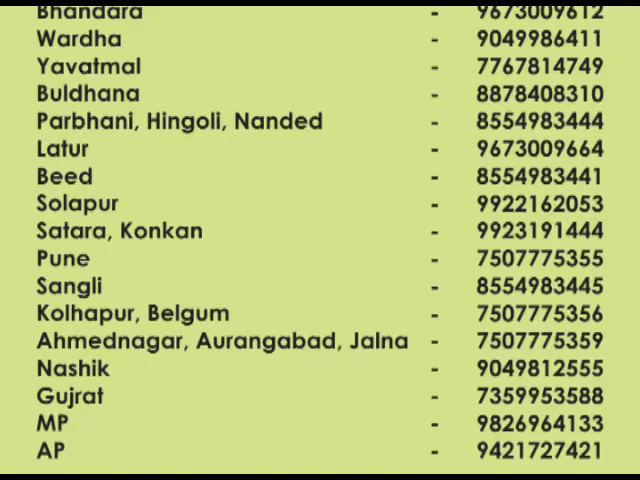 Bhandara - 9673009612
Wardha - 9049986411
Yavatmal - 7767814749
Buldhana - 8878408310
Parbhani, Hingoli, Nanded - 8554983444
Latur - 9673009664
Beed - 8554983441
Solapur - 9922162053
Satara, Konkan - 9923191444
Pune - 7507775355
Sangli - 8554983445
Kolhapur, Belgum - 7507775356
Ahmednagar, Aurangabad, Jalna - 7507775359
Nashik - 9049812555
Gujrat - 7359953588
MP - 9826964133
AP - 9421727421